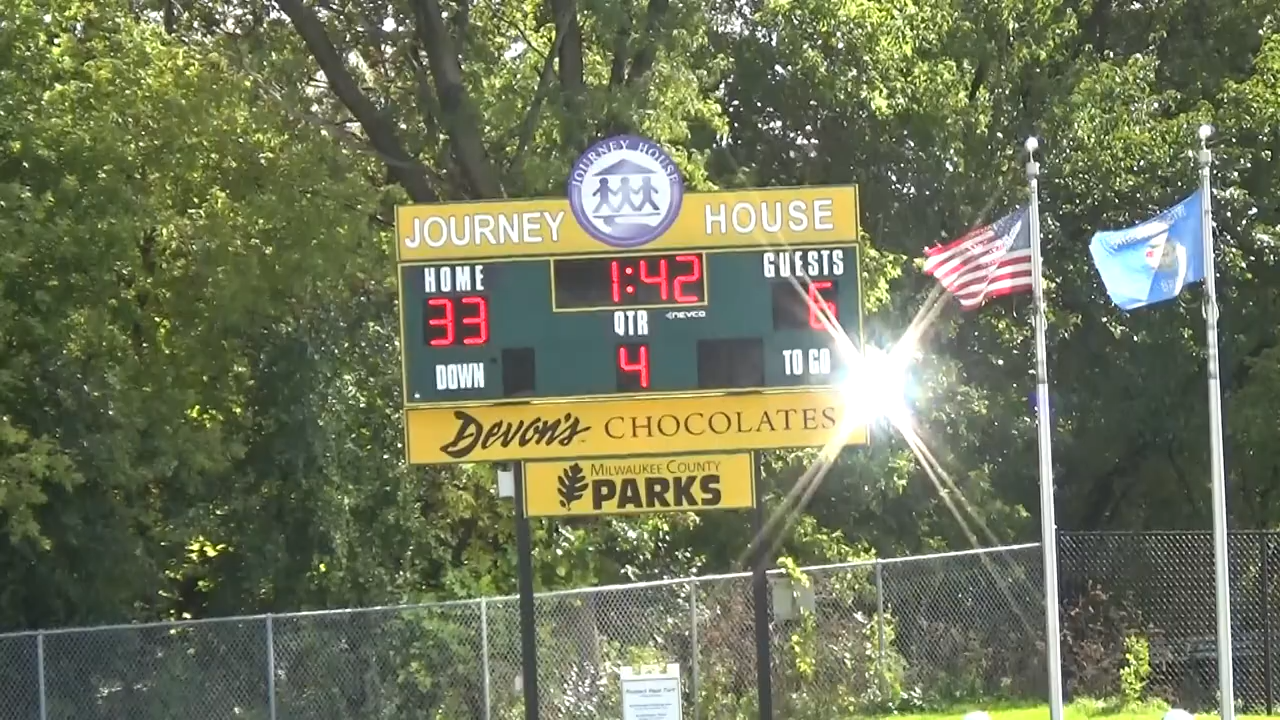 JOURNEY HOUSE
JOURNEY HOUSE
HOME 1:42 GUESTS
33 6
QTR NEVCO
DOWN 4 TO GO
Devon's CHOCOLATES
MILWAUKEE COUNTY
PARKS